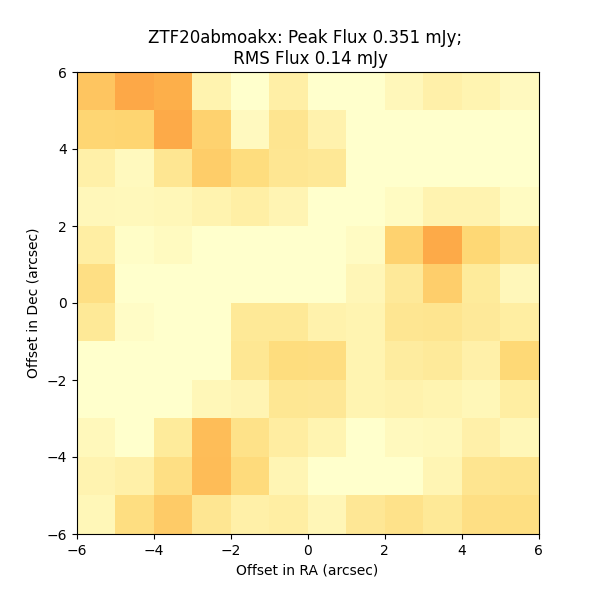 ZTF20abmoakx: Peak Flux 0.351 mJy;
RMS Flux 0.14 mJy
6
4
2
0
−2
−4
−6
Offset in Dec (arcsec)
−6 −4 −2 0 2 4 6
Offset in RA (arcsec)